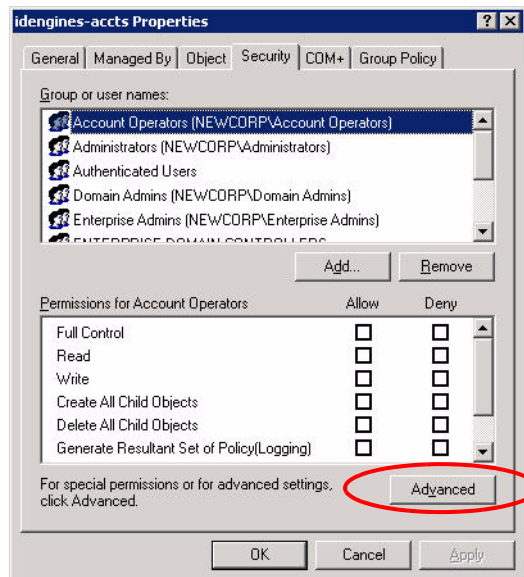 idengines-accts Properties
General Managed By Object Security COM+ Group Policy
Group or user names:
Account Operators (NEWCORP\Account Operators)
Administrators (NEWCORP\Administrators)
Authenticated Users
Domain Admins (NEWCORP\Domain Admins)
Enterprise Admins (NEWCORP\Enterprise Admins)
ENTERPRISE DOMAIN CONTROLLERS
Add... Remove
Permissions for Account Operators Allow Deny
Full Control
Read
Write
Create All Child Objects
Delete All Child Objects
Generate Resultant Set of Policy(Logging)
For special permissions or for advanced settings,
click Advanced.
Advanced
OK Cancel Apply